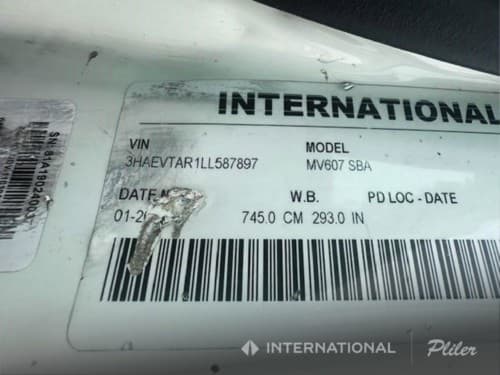 INTERNATIONAL
VIN MODEL
3HAEVTAR1LL587897 MV607 SBA
DATE W.B. PD LOC - DATE
745.0 CM 293.0 IN
INTERNATIONAL Pliler